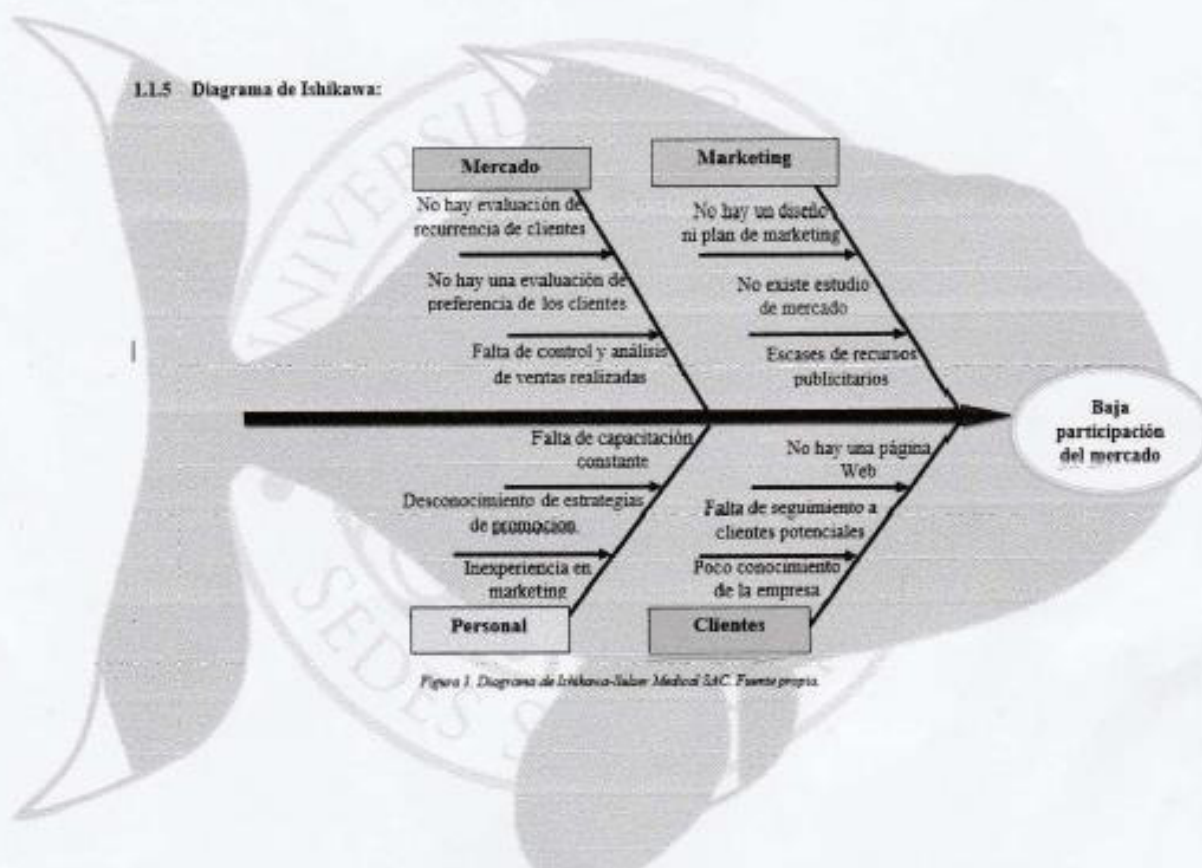 1.1.5 Diagrama de Ishikawa:
Mercado
No hay evaluación de
recurrencia de clientes
No hay una evaluación de
preferencia de los clientes
Falta de control y análisis
de ventas realizadas
Marketing
No hay un diseño
ni plan de marketing
No existe estudio
de mercado
Escases de recursos
publicitarios
Baja
participación
del mercado
Falta de capacitación
constante
Desconocimiento de estrategias
de promocion.
Inexperiencia en
marketing
Personal
No hay una página
Web
Falta de seguimiento a
clientes potenciales
Poco conocimiento
de la empresa
Clientes
Diagrama de Ishikawa- Medical SAC. Fuente propia.
SEDES